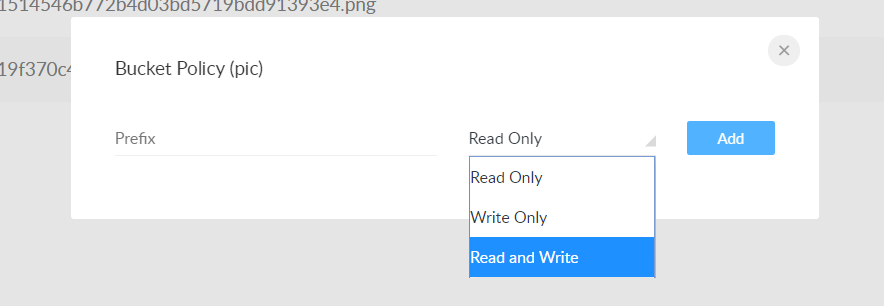 1514546b772b4d03bd5719bdd91393e4.png
19f370c4
Bucket Policy (pic)
Prefix
Read Only
Add
Read Only
Write Only
Read and Write